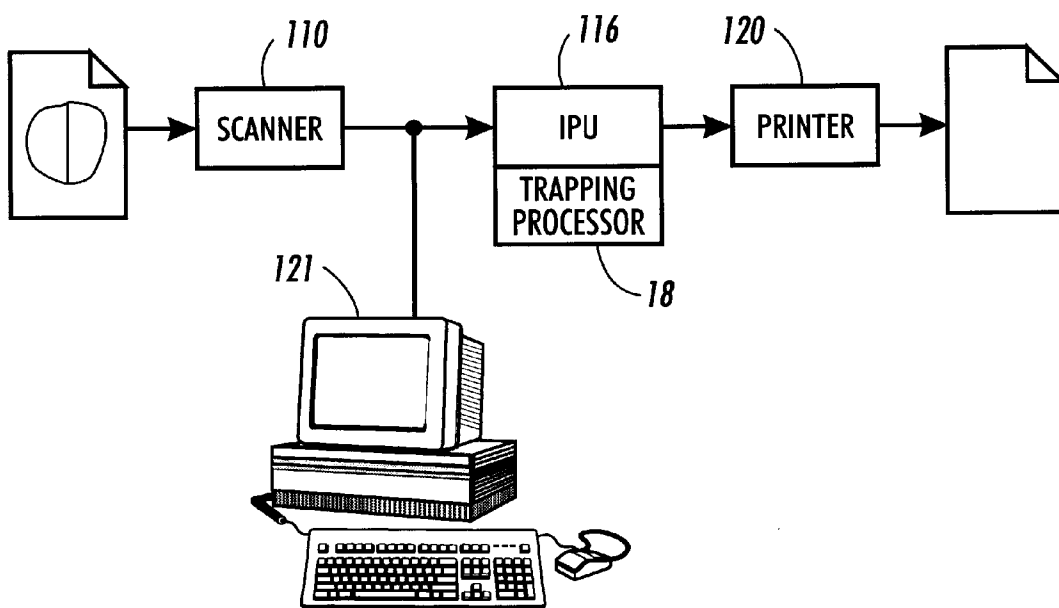 110
116
120
SCANNER
IPU
PRINTER
TRAPPING
PROCESSOR
121
18